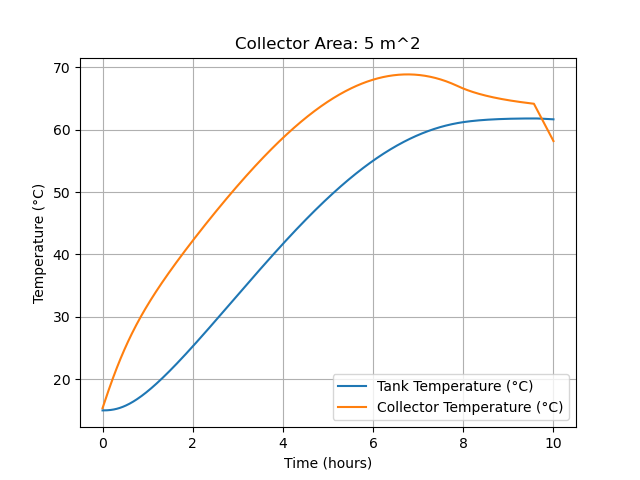 Collector Area: 5 m^2
Temperature (°C)
70
60
50
40
30
20
0 2 4 6 8 10
Time (hours)
Tank Temperature (°C)
Collector Temperature (°C)